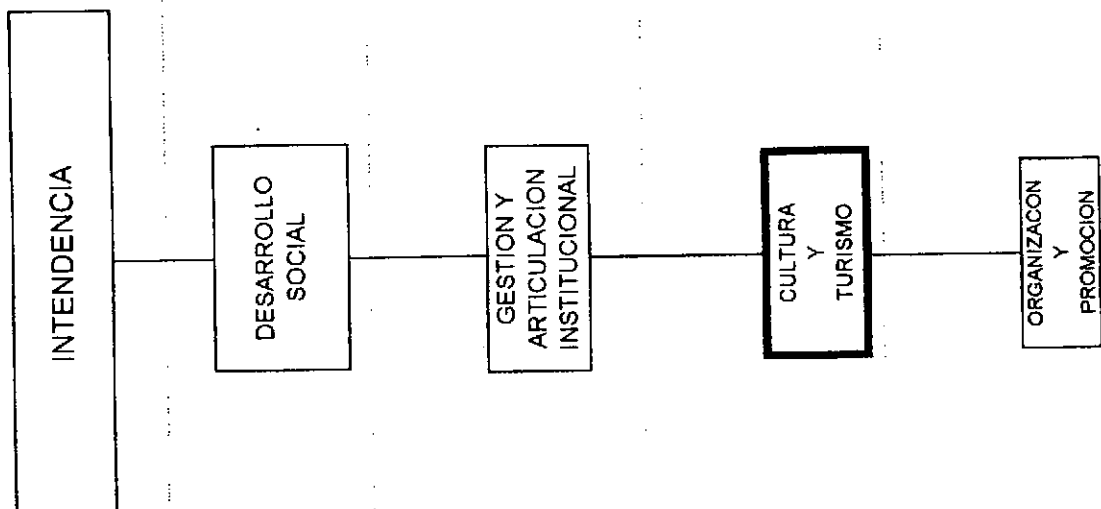 INTENDENCIA
DESARROLLO
SOCIAL
GESTION Y
ARTICULACION
INSTITUCIONAL
CULTURA
Y
TURISMO
ORGANIZACON
Y
PROMOCION